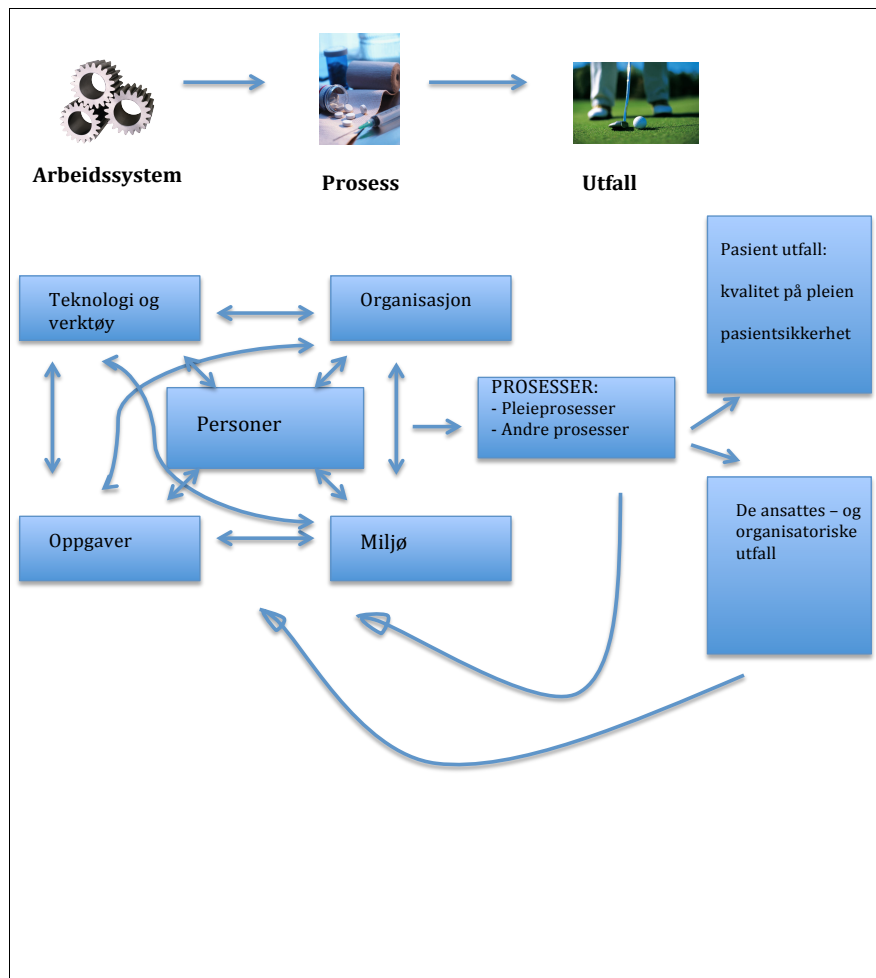 Arbeidssystem
Prosess
Utfall
Teknologi og
verktøy
Organisasjon
Personer
Oppgaver
Miljø
PROSESSER:
- Pleieprosesser
- Andre prosesser
Pasient utfall:
kvalitet på pleien
pasientsikkerhet
De ansattes – og
organisatoriske
utfall